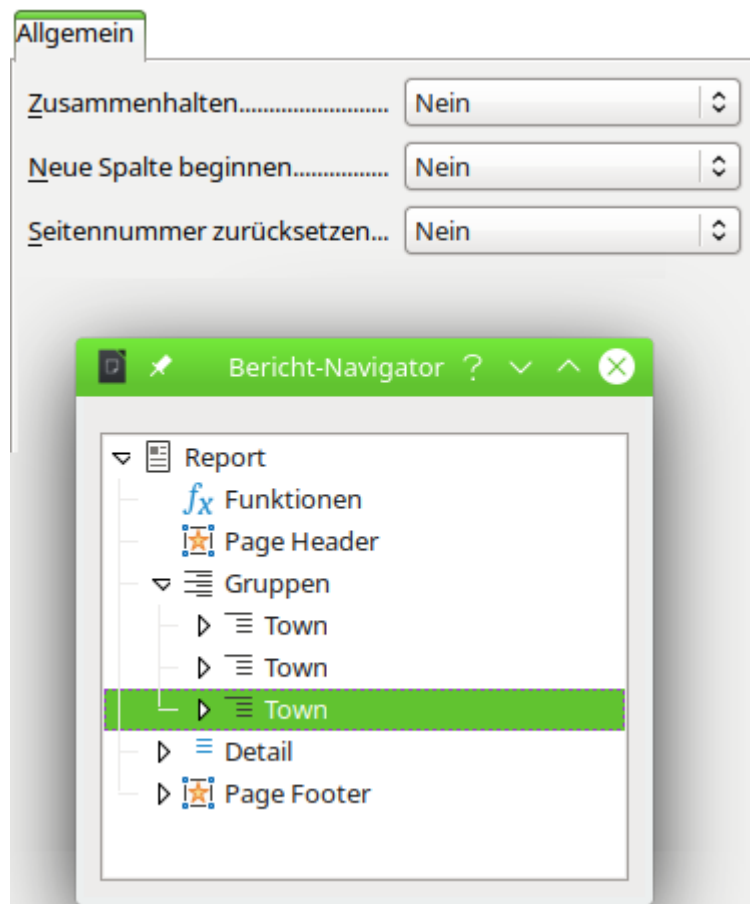 Allgemein
Zusammenhalten.......................... Nein
Neue Spalte beginnen................. Nein
Seitennummer zurücksetzen... Nein
Bericht-Navigator ?
Report
fx Funktionen
Page Header
Gruppen
Town
Town
Town
Detail
Page Footer